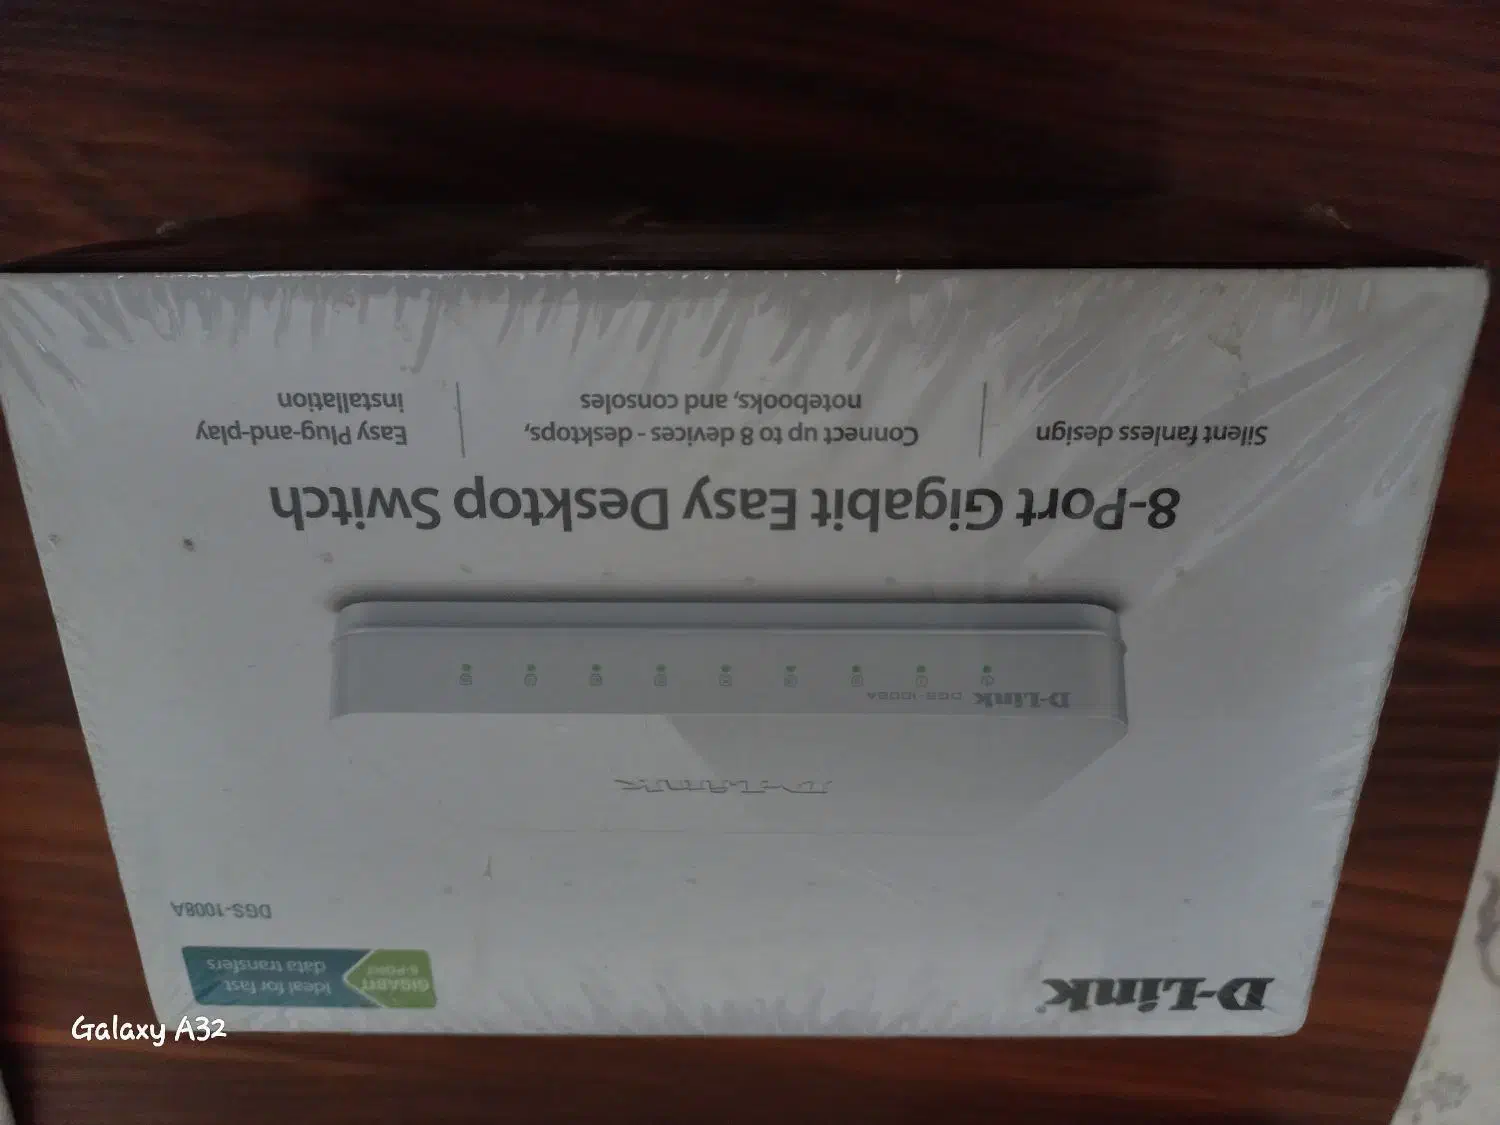 D-Link
GIGABIT
8-PORT
Ideal for fast
data transfers
DGS-1008A
D-Link
D-Link DGS-1008A
8-Port Gigabit Easy Desktop Switch
Silent fanless design
Connect up to 8 devices - desktops,
notebooks, and consoles
Easy Plug-and-play
installation
Galaxy A32